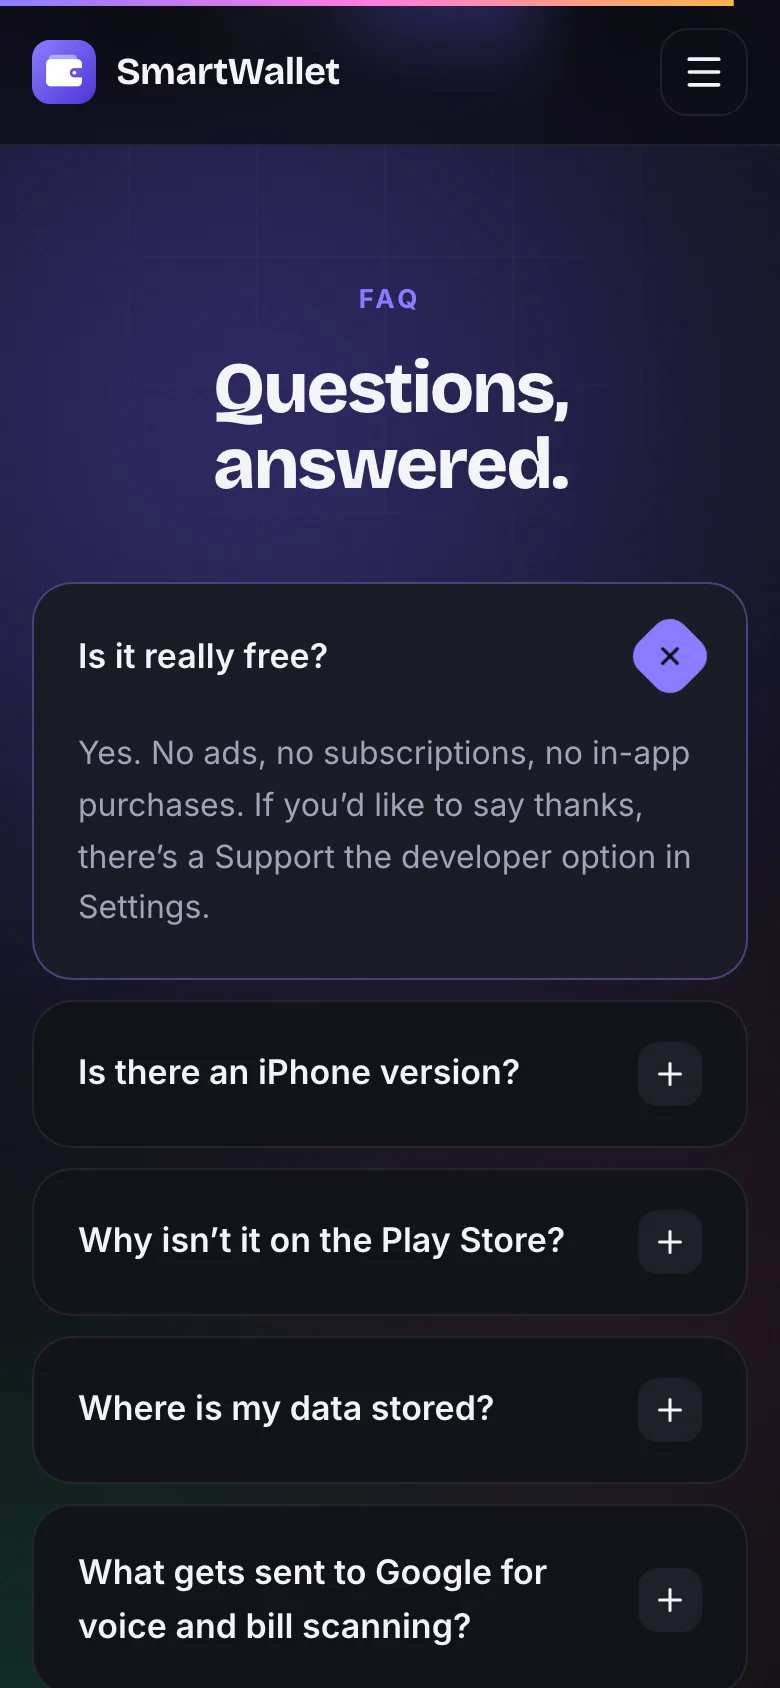 SmartWallet
FAQ
Questions,
answered.
Is it really free?
Yes. No ads, no subscriptions, no in-app
purchases. If you’d like to say thanks,
there’s a Support the developer option in
Settings.
Is there an iPhone version?
Why isn’t it on the Play Store?
Where is my data stored?
What gets sent to Google for
voice and bill scanning?